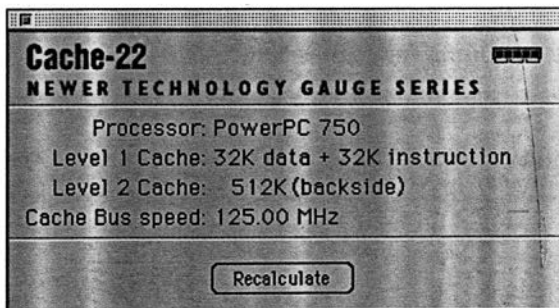 Cache-22
NEWER TECHNOLOGY GAUGE SERIES
Processor: PowerPC 750
Level 1 Cache: 32K data + 32K instruction
Level 2 Cache: 512K (backside)
Cache Bus speed: 125.00 MHz
Recalculate